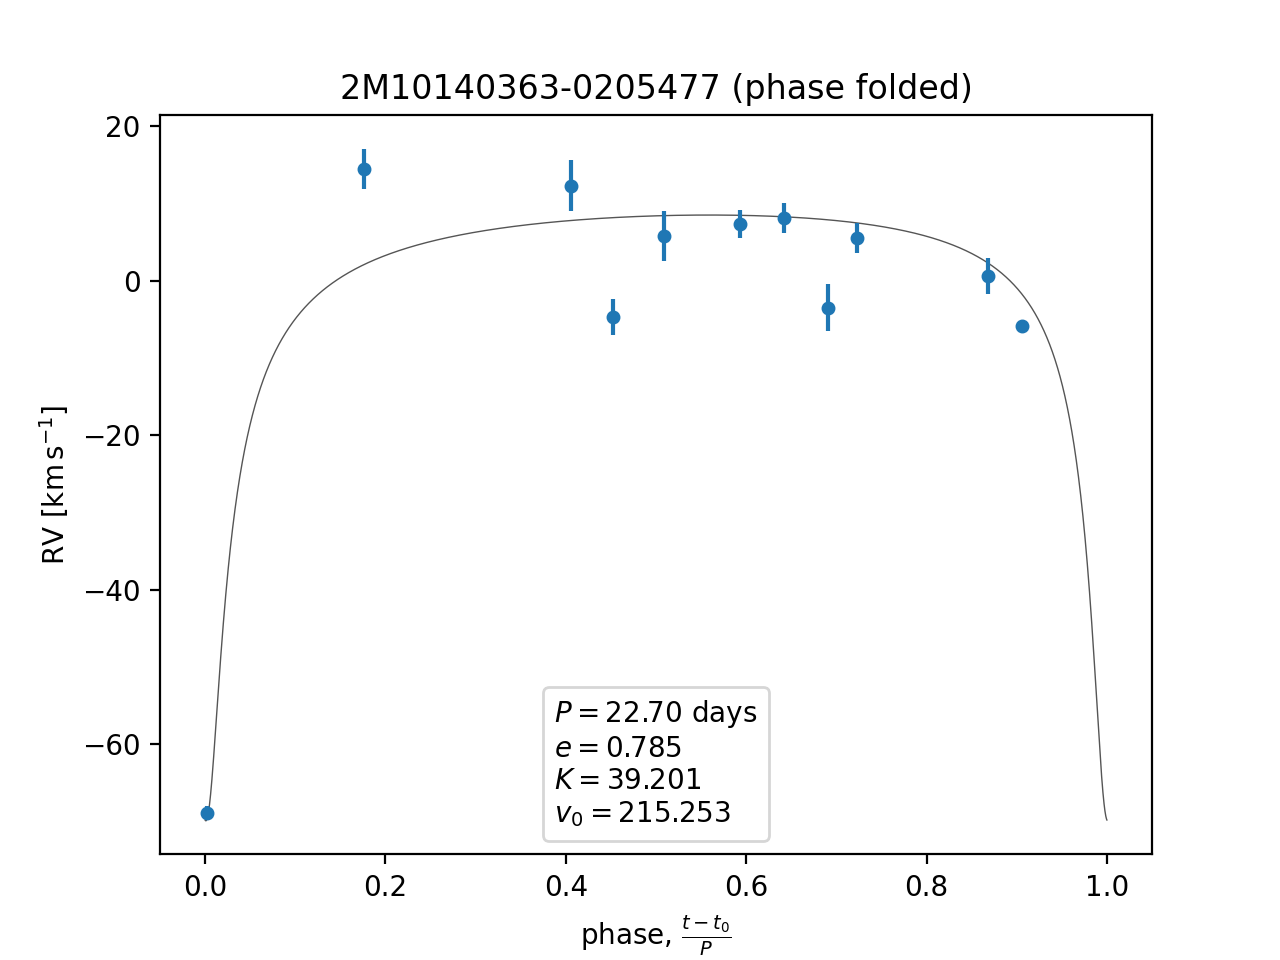 2M10140363-0205477 (phase folded)
20
0
−20
−40
−60
RV [km s−1]
P = 22.70 days
e = 0.785
K = 39.201
v0 = 215.253
0.0 0.2 0.4 0.6 0.8 1.0
phase, t − t0 / P